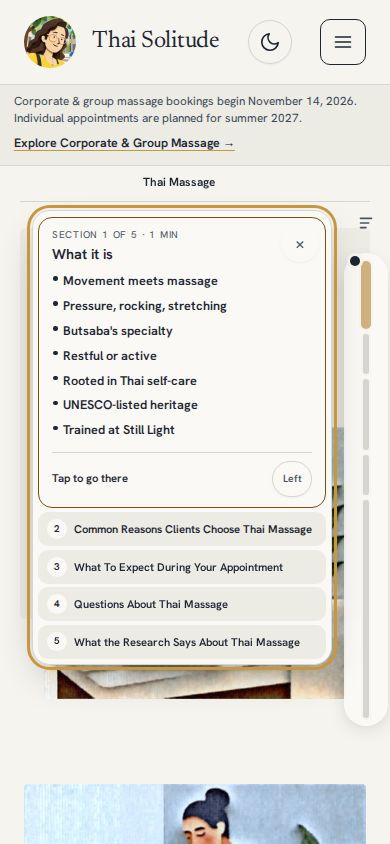 Thai Solitude
Corporate & group massage bookings begin November 14, 2026.
Individual appointments are planned for summer 2027.
Explore Corporate & Group Massage →
Thai Massage
SECTION 1 OF 5 · 1 MIN
×
What it is
• Movement meets massage
• Pressure, rocking, stretching
• Butsaba's specialty
• Restful or active
• Rooted in Thai self-care
• UNESCO-listed heritage
• Trained at Still Light
Tap to go there
Left
2 Common Reasons Clients Choose Thai Massage
3 What To Expect During Your Appointment
4 Questions About Thai Massage
5 What the Research Says About Thai Massage